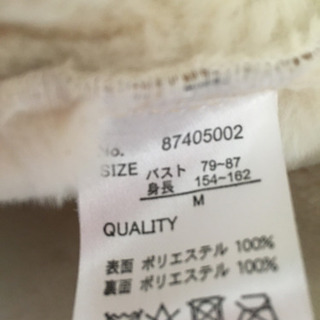 No. 87405002
SIZE バスト 79~87
身長 154~162
M
QUALITY
表面 ポリエステル 100%
裏面 ポリエステル 100%